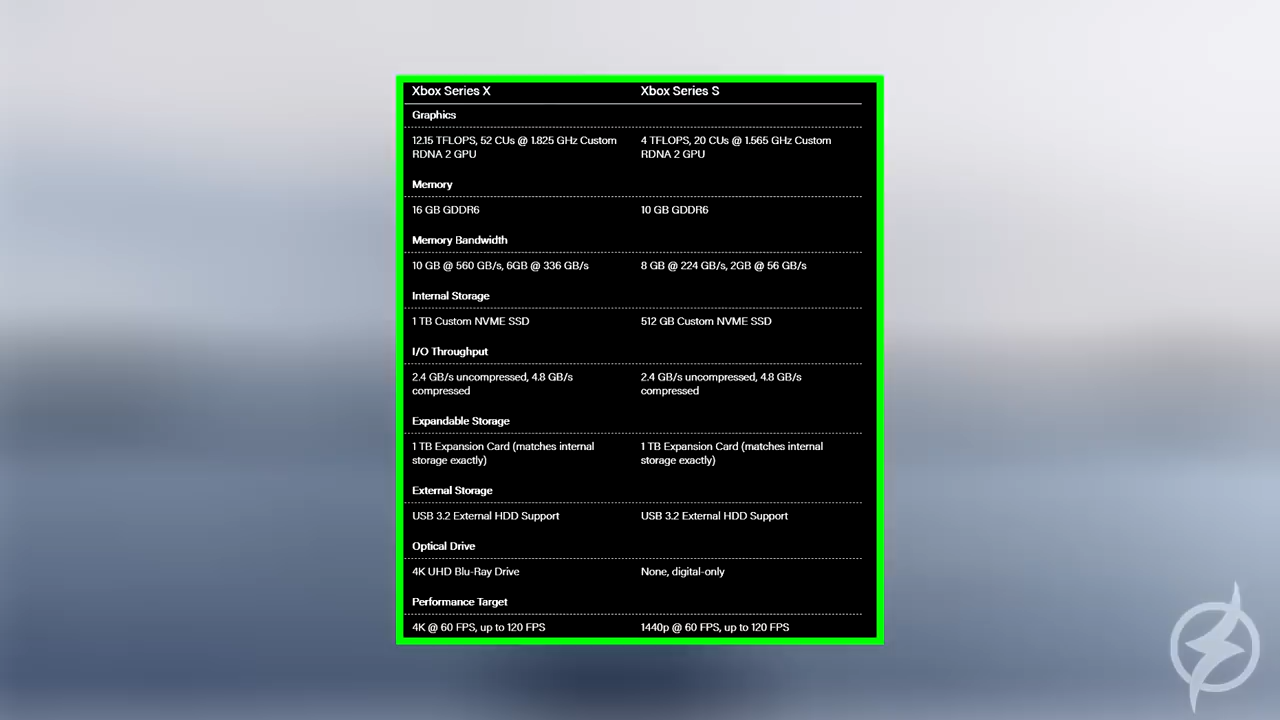 Xbox Series X Xbox Series S
Graphics
12.15 TFLOPS, 52 CUs @ 1.825 GHz Custom 4 TFLOPS, 20 CUs @ 1.565 GHz Custom
RDNA 2 GPU RDNA 2 GPU
Memory
16 GB GDDR6 10 GB GDDR6
Memory Bandwidth
10 GB @ 560 GB/s, 6GB @ 336 GB/s 8 GB @ 224 GB/s, 2GB @ 56 GB/s
Internal Storage
1 TB Custom NVME SSD 512 GB Custom NVME SSD
I/O Throughput
2.4 GB/s uncompressed, 4.8 GB/s 2.4 GB/s uncompressed, 4.8 GB/s
compressed compressed
Expandable Storage
1 TB Expansion Card (matches internal 1 TB Expansion Card (matches internal
storage exactly) storage exactly)
External Storage
USB 3.2 External HDD Support USB 3.2 External HDD Support
Optical Drive
4K UHD Blu-Ray Drive None, digital-only
Performance Target
4K @ 60 FPS, up to 120 FPS 1440p @ 60 FPS, up to 120 FPS